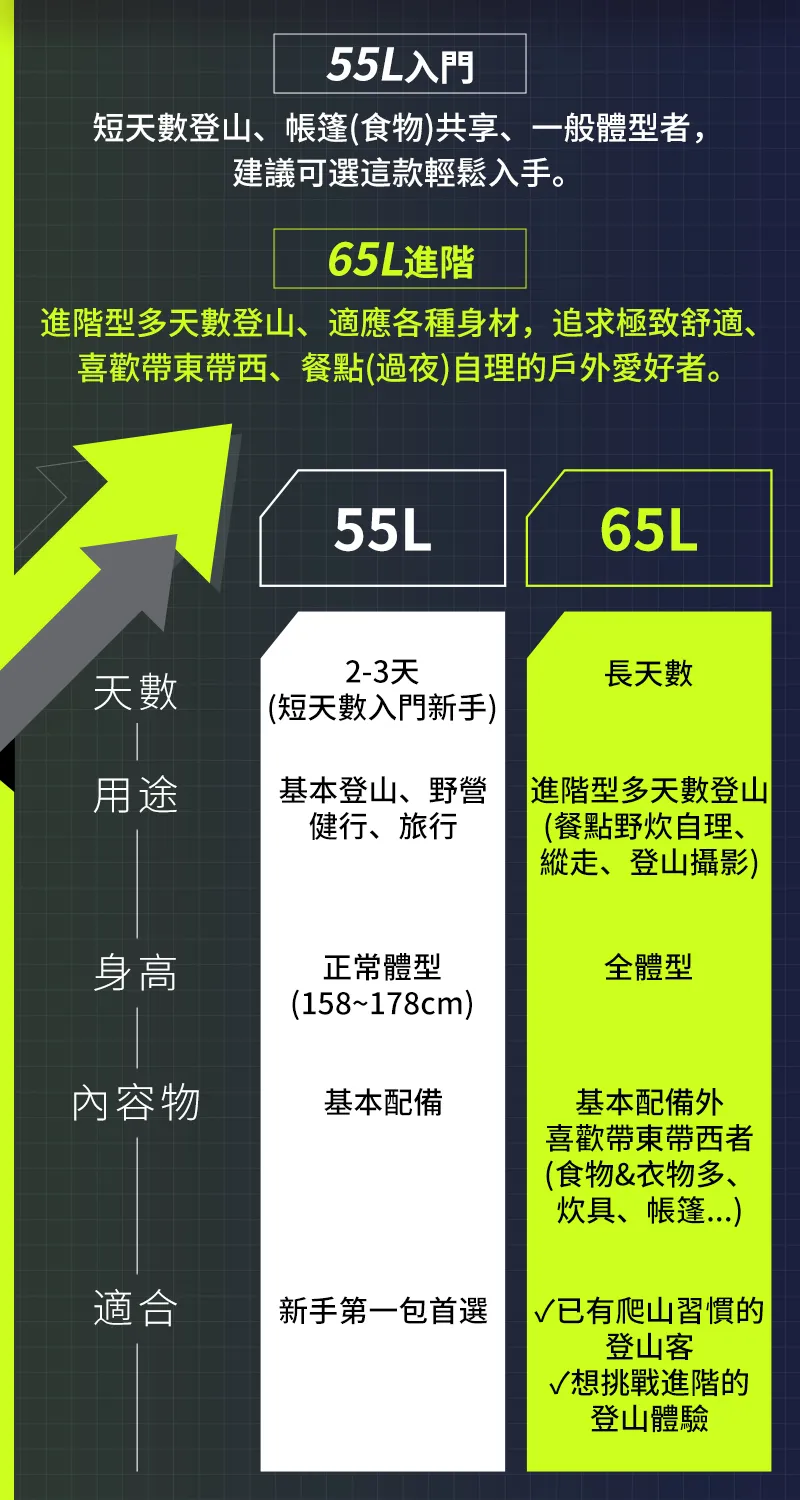 55L入門
短天數登山、帳篷(食物)共享、一般體型者，
建議可選這款輕鬆入手。
65L進階
進階型多天數登山、適應各種身材，追求極致舒適、
喜歡帶東帶西、餐點(過夜)自理的戶外愛好者。
55L
65L
天數
2-3天
(短天數入門新手)
長天數
用途
基本登山、野營
健行、旅行
進階型多天數登山
(餐點野炊自理、
縱走、登山攝影)
身高
正常體型
(158~178cm)
全體型
內容物
基本配備
基本配備外
喜歡帶東帶西者
(食物&衣物多、
炊具、帳篷...)
適合
新手第一包首選
✓已有爬山習慣的
登山客
✓想挑戰進階的
登山體驗